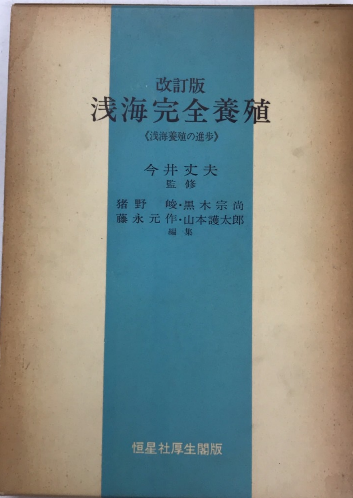 改訂版
浅海完全養殖
《浅海養殖の進歩》
今井丈夫
監修
猪野 峻・黒木宗尚
藤永元作・山本護太郎
編集
恒星社厚生閣版